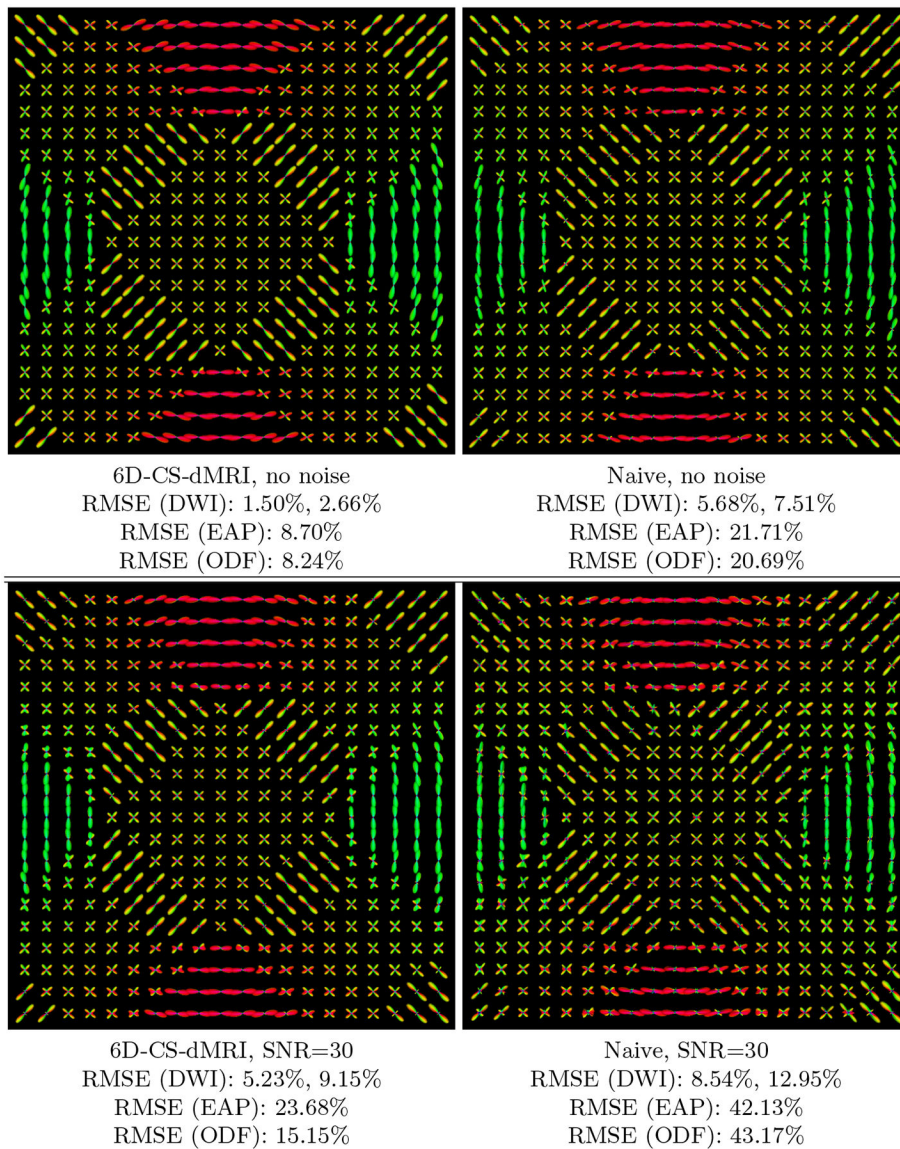 6D-CS-dMRI, no noise
RMSE (DWI): 1.50%, 2.66%
RMSE (EAP): 8.70%
RMSE (ODF): 8.24%
Naive, no noise
RMSE (DWI): 5.68%, 7.51%
RMSE (EAP): 21.71%
RMSE (ODF): 20.69%
6D-CS-dMRI, SNR=30
RMSE (DWI): 5.23%, 9.15%
RMSE (EAP): 23.68%
RMSE (ODF): 15.15%
Naive, SNR=30
RMSE (DWI): 8.54%, 12.95%
RMSE (EAP): 42.13%
RMSE (ODF): 43.17%